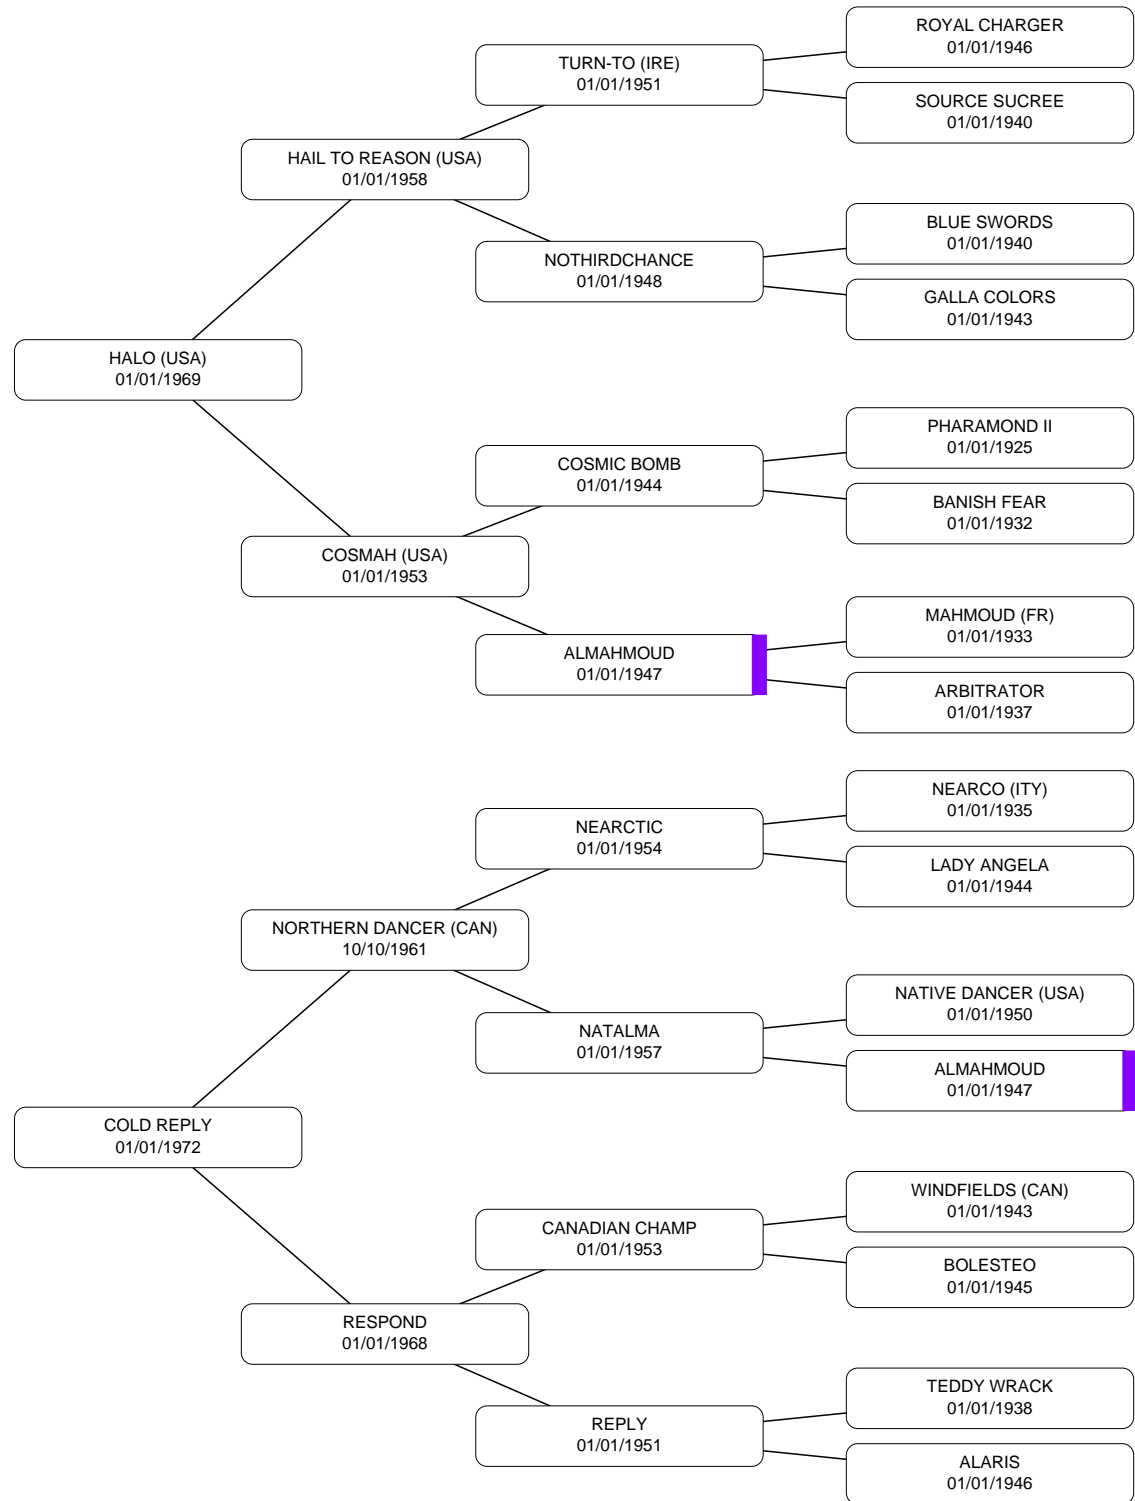 ROYAL CHARGER
01/01/1946
TURN-TO (IRE)
01/01/1951
SOURCE SUCREE
01/01/1940
HAIL TO REASON (USA)
01/01/1958
BLUE SWORDS
01/01/1940
NOTHIRDCHANCE
01/01/1948
GALLA COLORS
01/01/1943
HALO (USA)
01/01/1969
PHARAMOND II
01/01/1925
COSMIC BOMB
01/01/1944
BANISH FEAR
01/01/1932
COSMAH (USA)
01/01/1953
MAHMOUD (FR)
01/01/1933
ALMAHMOUD
01/01/1947
ARBITRATOR
01/01/1937
NEARCO (ITY)
01/01/1935
NEARCTIC
01/01/1954
LADY ANGELA
01/01/1944
NORTHERN DANCER (CAN)
10/10/1961
NATIVE DANCER (USA)
01/01/1950
NATALMA
01/01/1957
ALMAHMOUD
01/01/1947
COLD REPLY
01/01/1972
WINDFIELDS (CAN)
01/01/1943
CANADIAN CHAMP
01/01/1953
BOLESTEO
01/01/1945
RESPOND
01/01/1968
TEDDY WRACK
01/01/1938
REPLY
01/01/1951
ALARIS
01/01/1946